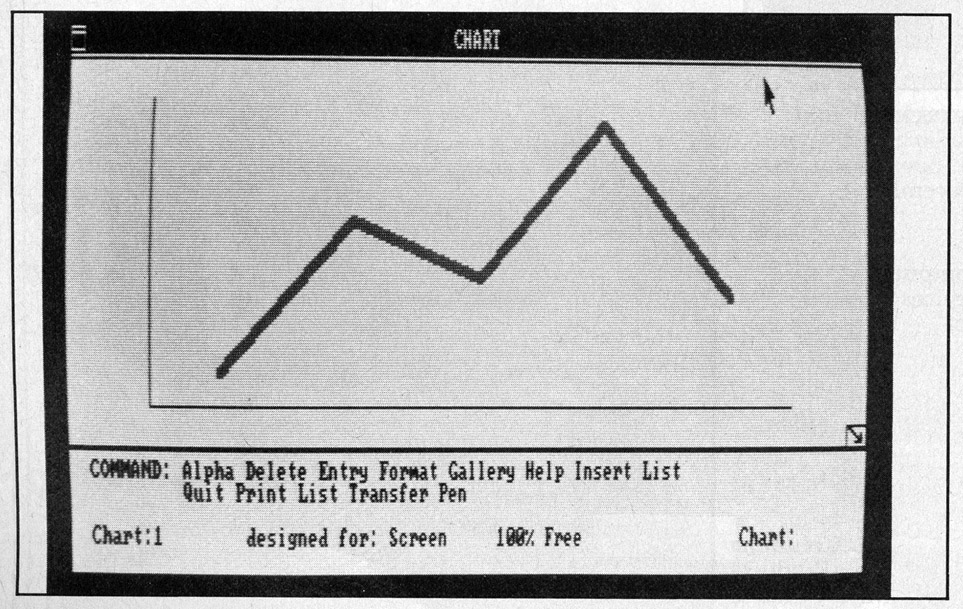 CHART
COMMAND: Alpha Delete Entry Format Gallery Help Insert List
Quit Print List Transfer Pen
Chart:1 designed for: Screen 100% Free Chart: